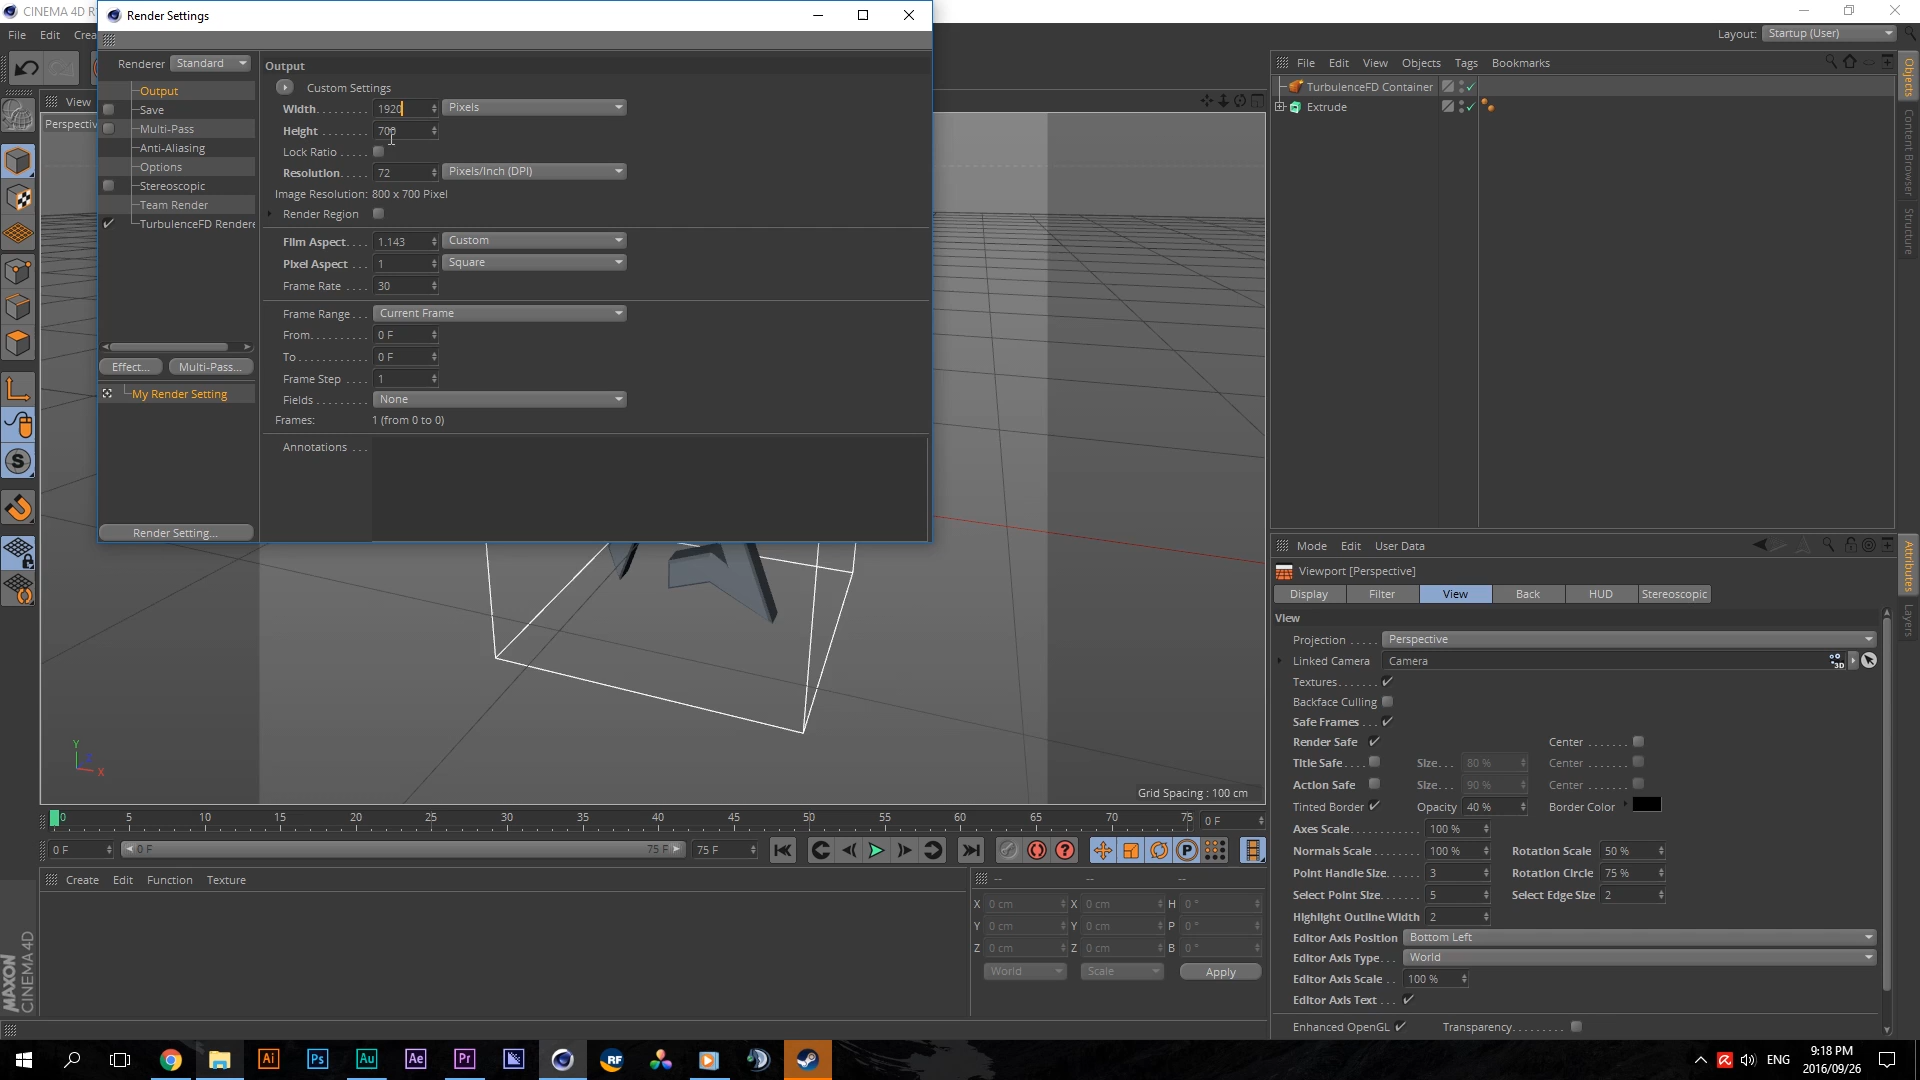 CINEMA 4D R1
Render Settings
File Edit Crea
Layout: Startup (User)
Renderer Standard
Output
Save
Multi-Pass
Anti-Aliasing
Options
Stereoscopic
Team Render
TurbulenceFD Rendere
Effect... Multi-Pass...
My Render Setting
Render Setting...
Output
Custom Settings
Width 1920 Pixels
Height 700
Lock Ratio
Resolution 72 Pixels/Inch (DPI)
Image Resolution: 800 x 700 Pixel
Render Region
Film Aspect 1.143 Custom
Pixel Aspect 1 Square
Frame Rate 30
Frame Range Current Frame
From 0 F
To 0 F
Frame Step 1
Fields None
Frames: 1 (from 0 to 0)
Annotations
View
Perspectiv
Y
X
Grid Spacing : 100 cm
File Edit View Objects Tags Bookmarks
TurbulenceFD Container
Extrude
Objects
Content Browser
Structure
Mode Edit User Data
Viewport [Perspective]
Display Filter View Back HUD Stereoscopic
View
Projection Perspective
Linked Camera Camera
Textures
Backface Culling
Safe Frames
Render Safe Center
Title Safe Size... 80 % Center
Action Safe Size... 90 % Center
Tinted Border Opacity 40 % Border Color
Axes Scale 100 %
Normals Scale 100 % Rotation Scale 50 %
Point Handle Size 3 Rotation Circle 75 %
Select Point Size 5 Select Edge Size 2
Highlight Outline Width 2
Editor Axis Position Bottom Left
Editor Axis Type World
Editor Axis Scale 100 %
Editor Axis Text
Enhanced OpenGL Transparency
Attributes
Layers
0 5 10 15 20 25 30 35 40 45 50 55 60 65 70 75 0 F
0 F 0 F 75 F 75 F
Create Edit Function Texture
-- -- --
X 0 cm X 0 cm H 0 °
Y 0 cm Y 0 cm P 0 °
Z 0 cm Z 0 cm B 0 °
World Scale Apply
MAXON
CINEMA 4D
Ai Ps Au Ae Pr RF
ENG
9:18 PM
2016/09/26